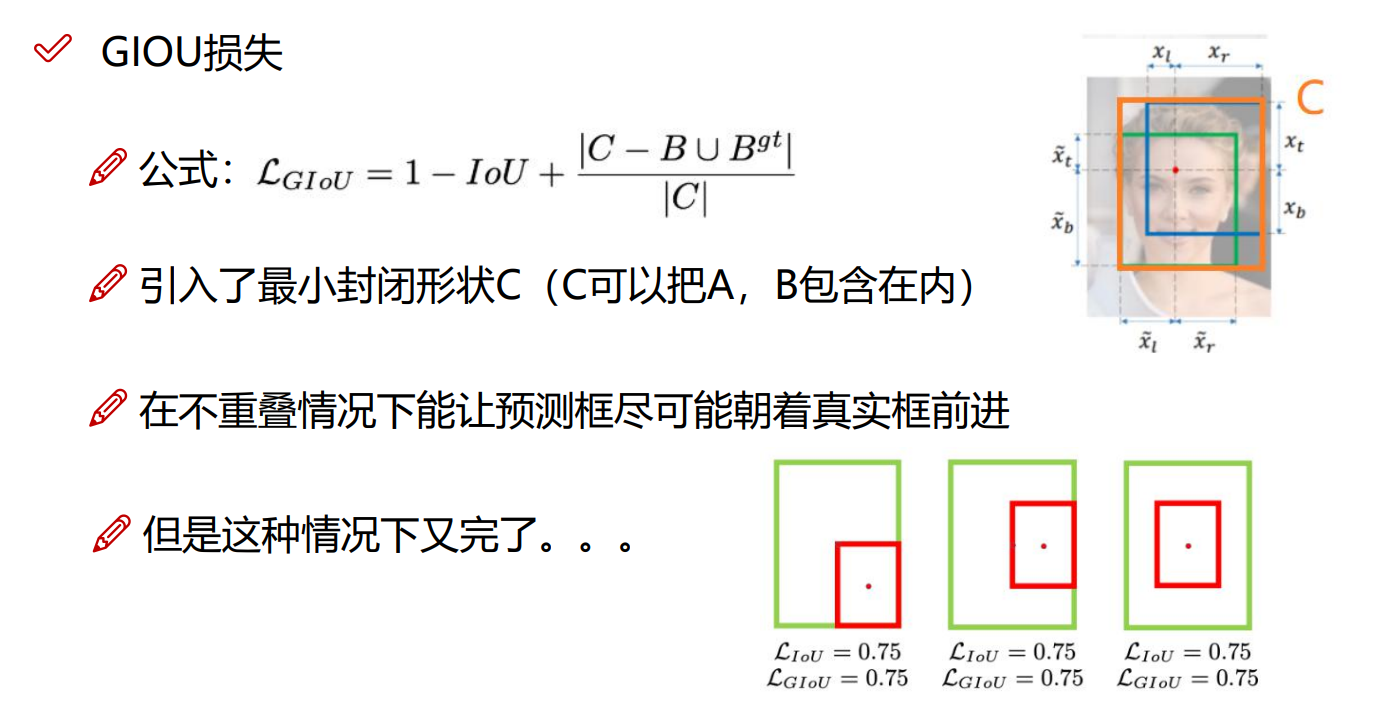 GIOU损失
公式：$\mathcal{L}_{GIoU} = 1 - IoU + \frac{|C - B \cup B^{gt}|}{|C|}$
引入了最小封闭形状C（C可以把A，B包含在内）
在不重叠情况下能让预测框尽可能朝着真实框前进
但是这种情况下又完了。。。
$x_l$ $x_r$
C
$x_t$
$\tilde{x}_t$
$x_b$
$\tilde{x}_b$
$\tilde{x}_l$ $\tilde{x}_r$
$\mathcal{L}_{IoU} = 0.75$ $\mathcal{L}_{IoU} = 0.75$ $\mathcal{L}_{IoU} = 0.75$
$\mathcal{L}_{GIoU} = 0.75$ $\mathcal{L}_{GIoU} = 0.75$ $\mathcal{L}_{GIoU} = 0.75$